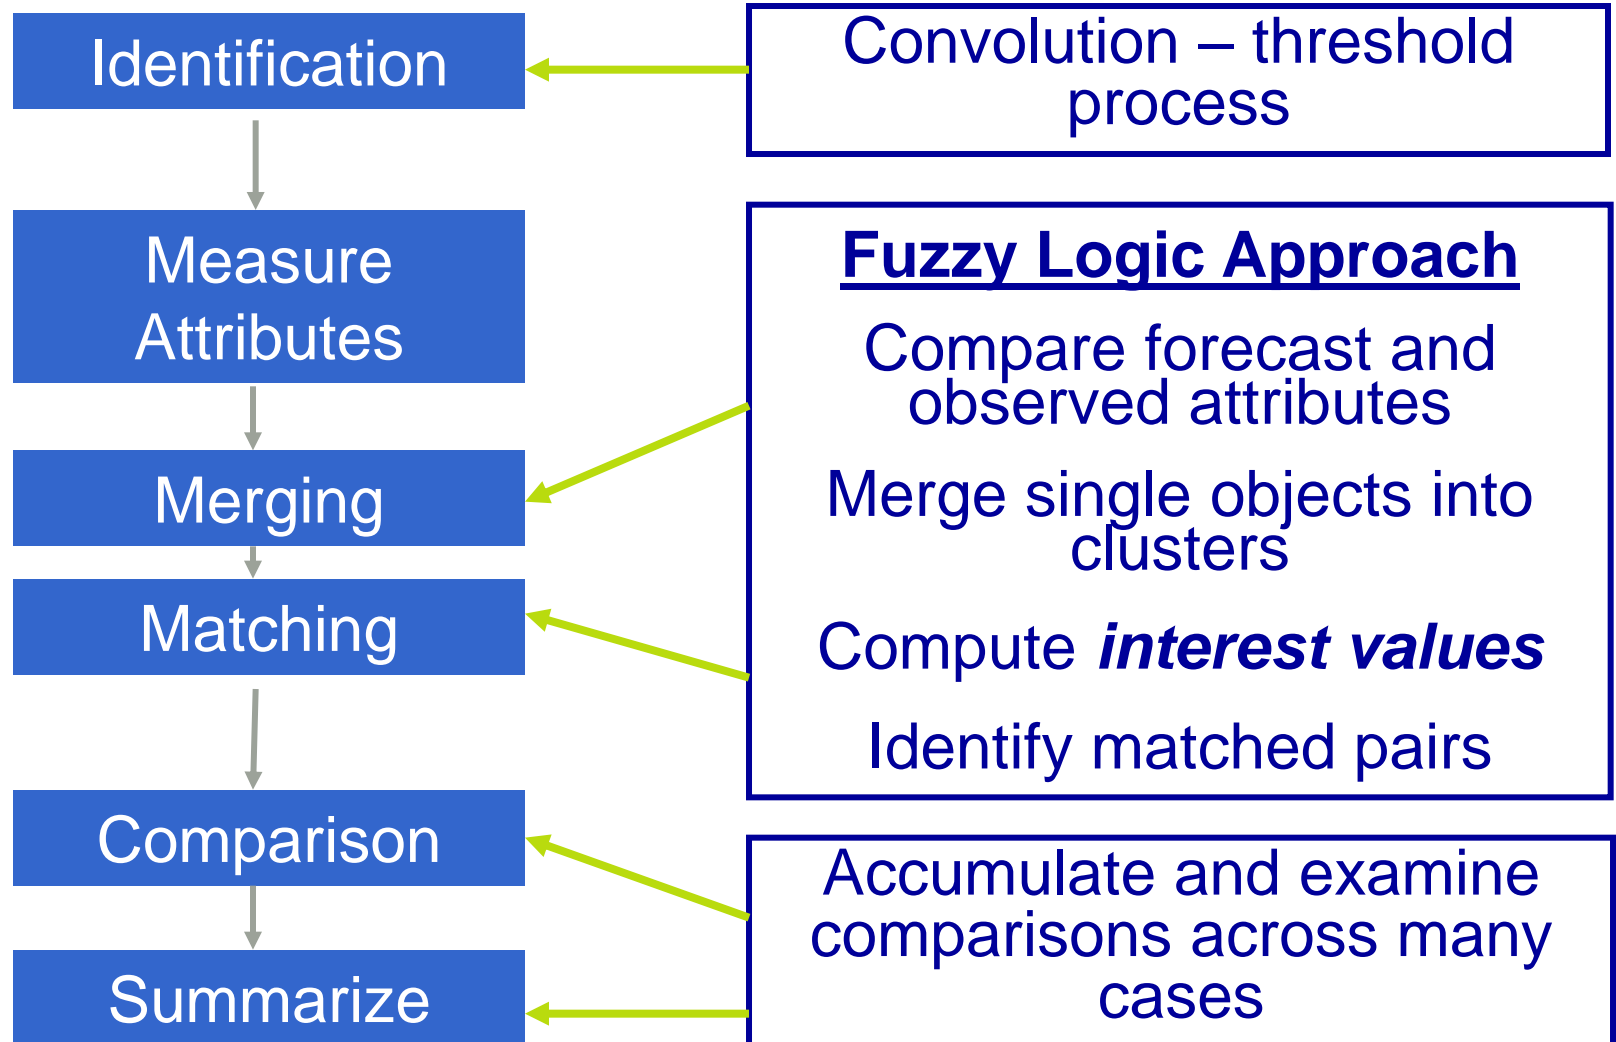 Identification
Convolution – threshold
process
Measure
Attributes
Merging
Matching
Comparison
Summarize
Fuzzy Logic Approach
Compare forecast and
observed attributes
Merge single objects into
clusters
Compute interest values
Identify matched pairs
Accumulate and examine
comparisons across many
cases